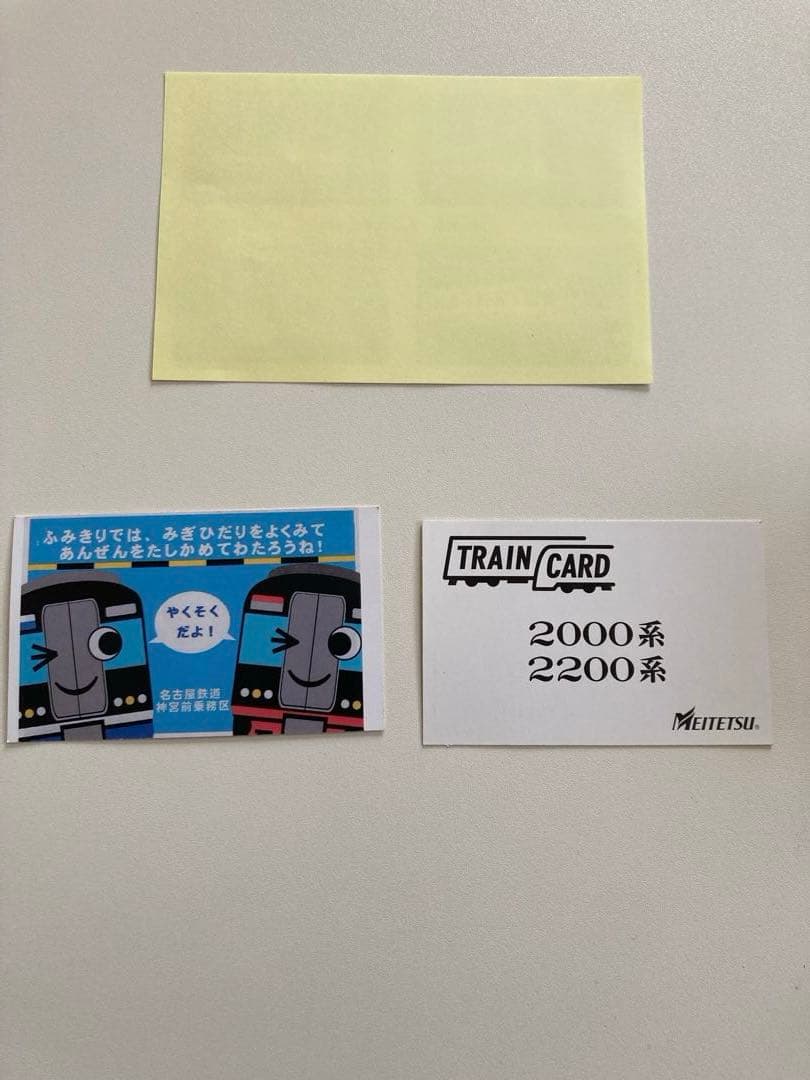 ふみきりでは、みぎひだりをよくみて
あんぜんをたしかめてわたろうね!
やくそく
だよ!
名古屋鉄道
神宮前乗務区
TRAIN CARD
2000系
2200系
MEITETSU